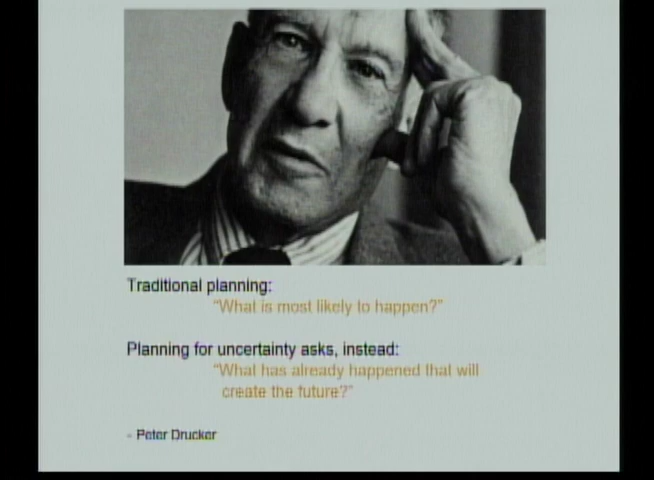 Traditional planning:
“What is most likely to happen?”
Planning for uncertainty asks, instead:
“What has already happened that will
create the future?”
- Peter Drucker